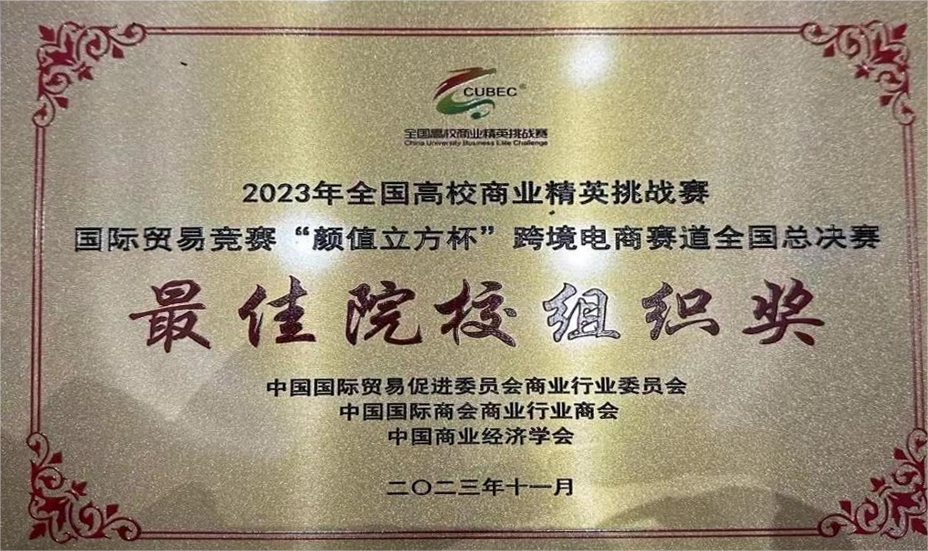 CUBEC®
全国高校商业精英挑战赛
China University Business Elite Challenge
2023年全国高校商业精英挑战赛
国际贸易竞赛“颜值立方杯”跨境电商赛道全国总决赛
最佳院校组织奖
中国国际贸易促进委员会商业行业委员会
中国国际商会商业行业商会
中国商业经济学会
二〇二三年十一月